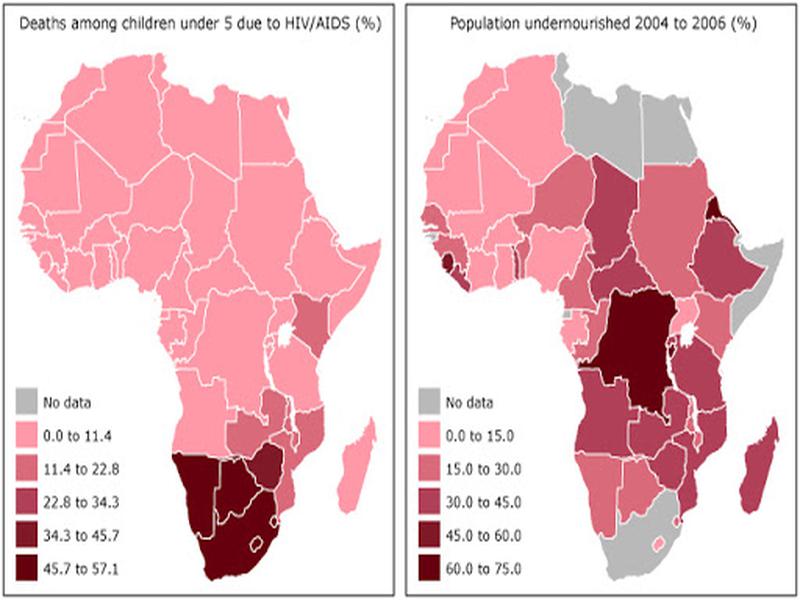 Deaths among children under 5 due to HIV/AIDS (%)
No data
0.0 to 11.4
11.4 to 22.8
22.8 to 34.3
34.3 to 45.7
45.7 to 57.1
Population undernourished 2004 to 2006 (%)
No data
0.0 to 15.0
15.0 to 30.0
30.0 to 45.0
45.0 to 60.0
60.0 to 75.0